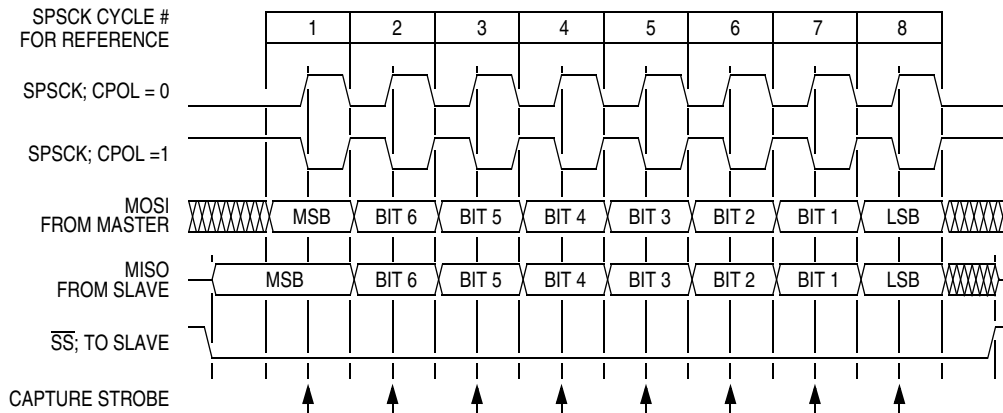 SPSCK CYCLE #
FOR REFERENCE
1 2 3 4 5 6 7 8
SPSCK; CPOL = 0
SPSCK; CPOL =1
MOSI
FROM MASTER
MSB BIT 6 BIT 5 BIT 4 BIT 3 BIT 2 BIT 1 LSB
MISO
FROM SLAVE
MSB BIT 6 BIT 5 BIT 4 BIT 3 BIT 2 BIT 1 LSB
SS; TO SLAVE
CAPTURE STROBE